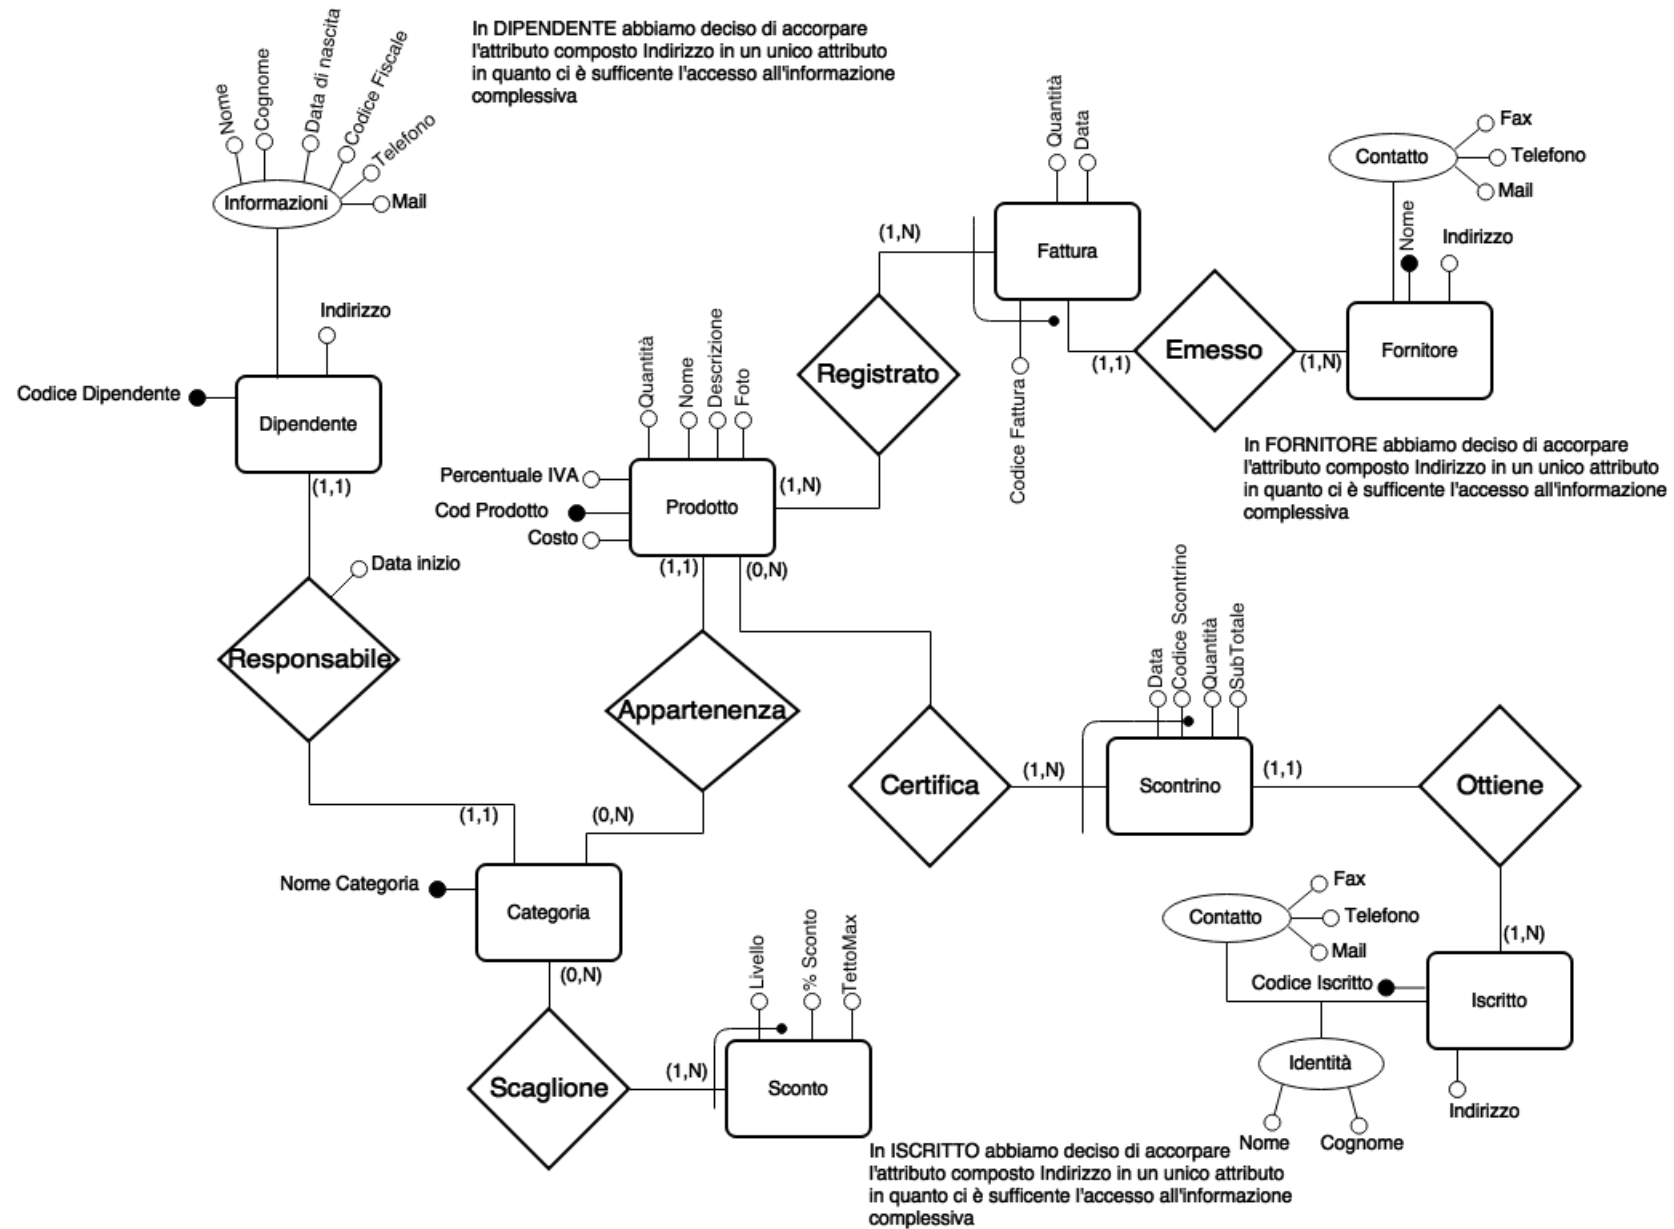 In DIPENDENTE abbiamo deciso di accorpare
l'attributo composto Indirizzo in un unico attributo
in quanto ci è sufficente l'accesso all'informazione
complessiva
Nome
Cognome
Data di nascita
Codice Fiscale
Telefono
Mail
Informazioni
Indirizzo
Codice Dipendente
Dipendente
(1,1)
Data inizio
Responsabile
(1,1)
Quantità
Data
Fattura
(1,N)
Codice Fattura
(1,1)
Emesso
(1,N)
Contatto
Fax
Telefono
Mail
Nome
Indirizzo
Fornitore
In FORNITORE abbiamo deciso di accorpare
l'attributo composto Indirizzo in un unico attributo
in quanto ci è sufficente l'accesso all'informazione
complessiva
Registrato
(1,N)
Quantità
Nome
Descrizione
Foto
Percentuale IVA
Cod Prodotto
Costo
Prodotto
(1,1)
(0,N)
Appartenenza
(0,N)
Certifica
(1,N)
Data
Codice Scontrino
Quantità
SubTotale
Scontrino
(1,1)
Ottiene
(1,N)
Nome Categoria
Categoria
(0,N)
Scaglione
(1,N)
Livello
% Sconto
TettoMax
Sconto
Contatto
Fax
Telefono
Mail
Codice Iscritto
Iscritto
Identità
Nome
Cognome
Indirizzo
In ISCRITTO abbiamo deciso di accorpare
l'attributo composto Indirizzo in un unico attributo
in quanto ci è sufficente l'accesso all'informazione
complessiva